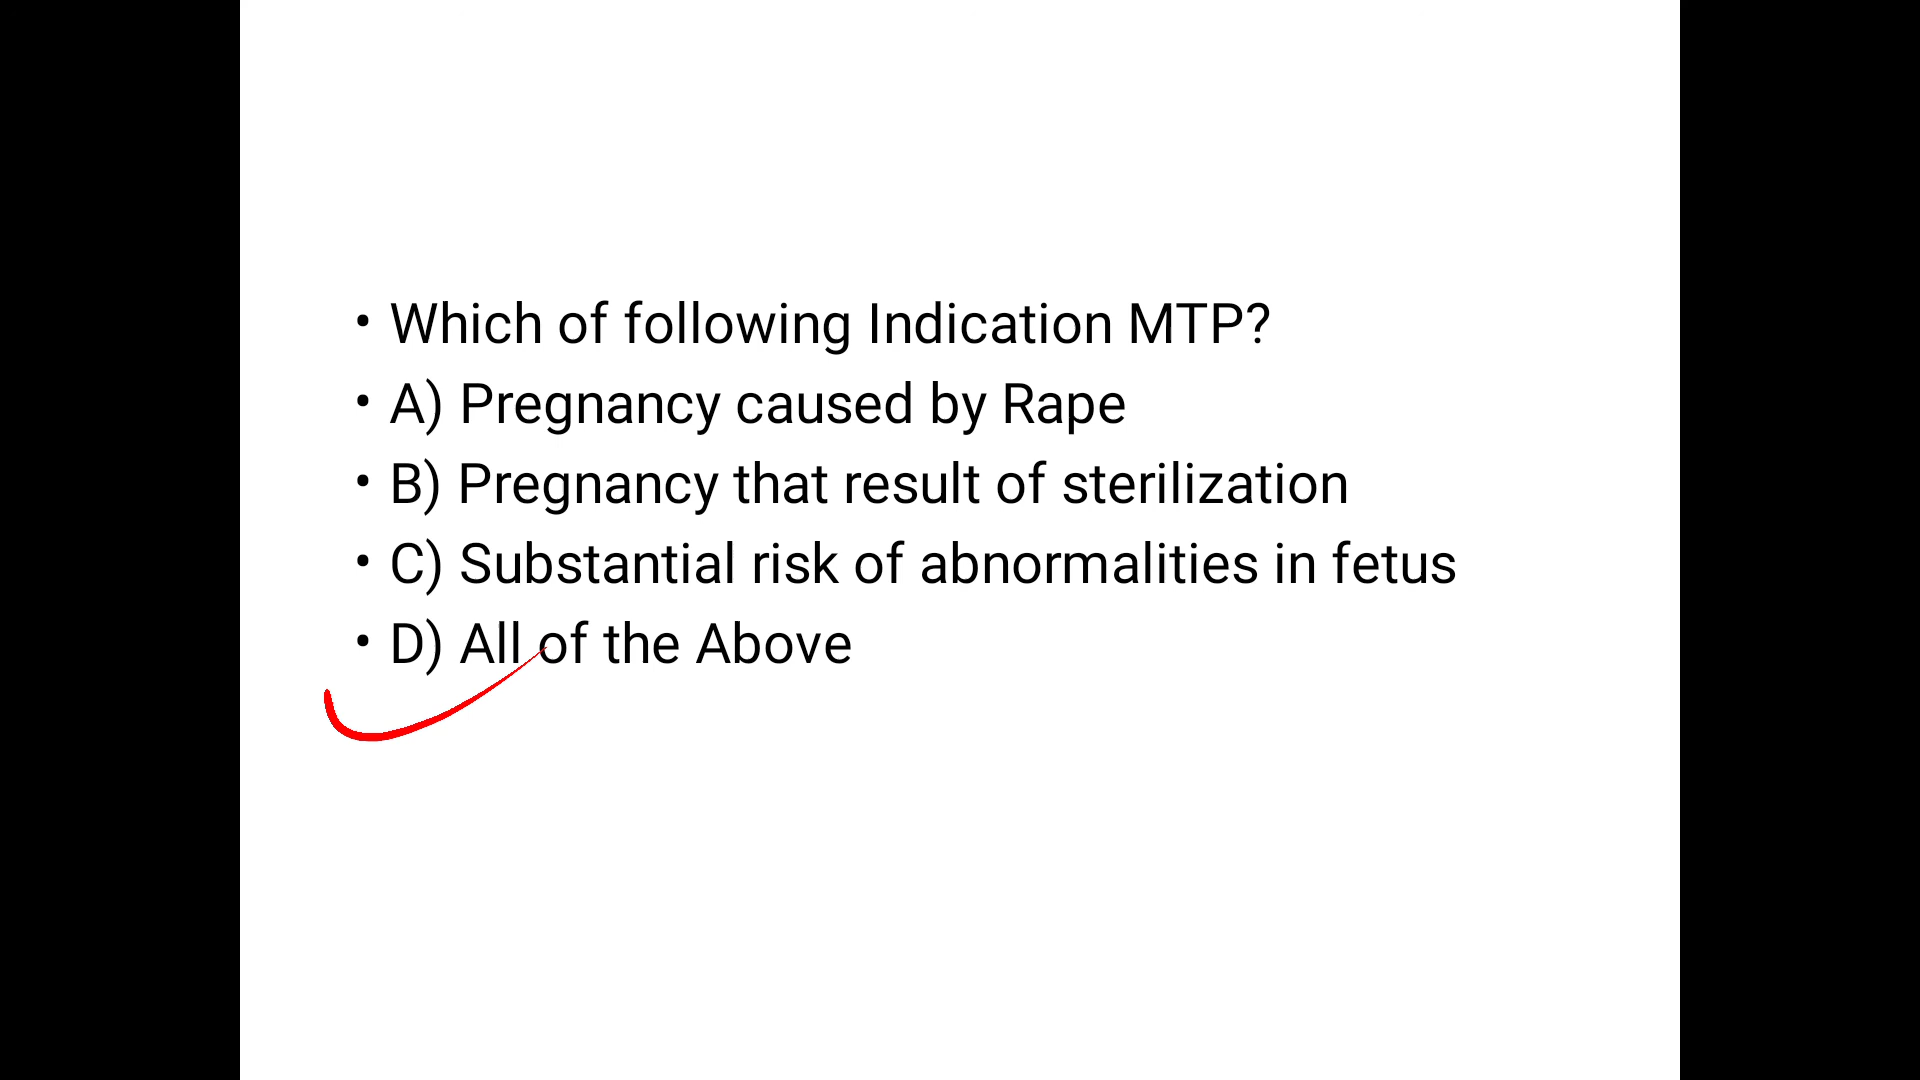 • Which of following Indication MTP?
• A) Pregnancy caused by Rape
• B) Pregnancy that result of sterilization
• C) Substantial risk of abnormalities in fetus
• D) All of the Above